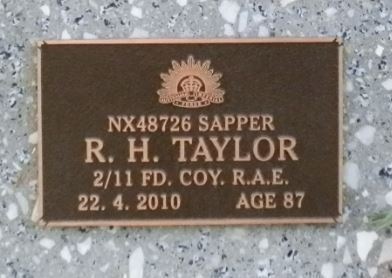 NX48726 SAPPER
R. H. TAYLOR
2/11 FD. COY. R.A.E.
22. 4. 2010 AGE 87